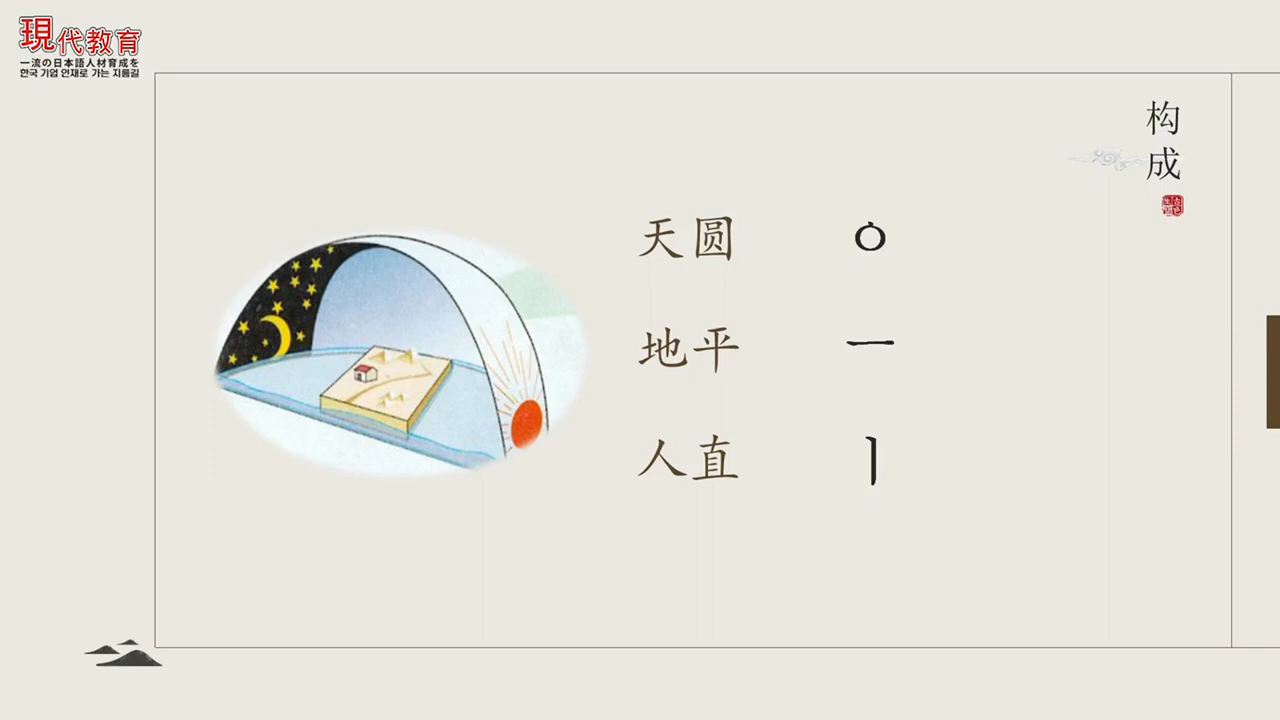 現代教育
一流の日本語人材育成を
한국 기업 인재로 가는 지름길
构成
天圆 ㅇ
地平 ㅡ
人直 ㅣ